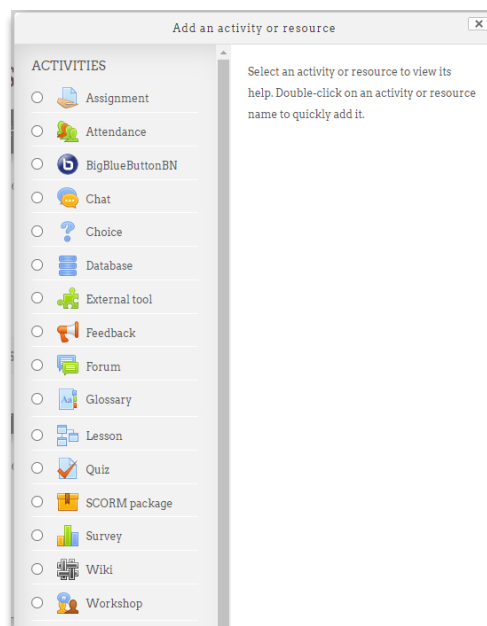 Add an activity or resource
ACTIVITIES
Assignment
Attendance
BigBlueButtonBN
Chat
Choice
Database
External tool
Feedback
Forum
Glossary
Lesson
Quiz
SCORM package
Survey
Wiki
Workshop
Select an activity or resource to view its
help. Double-click on an activity or resource
name to quickly add it.